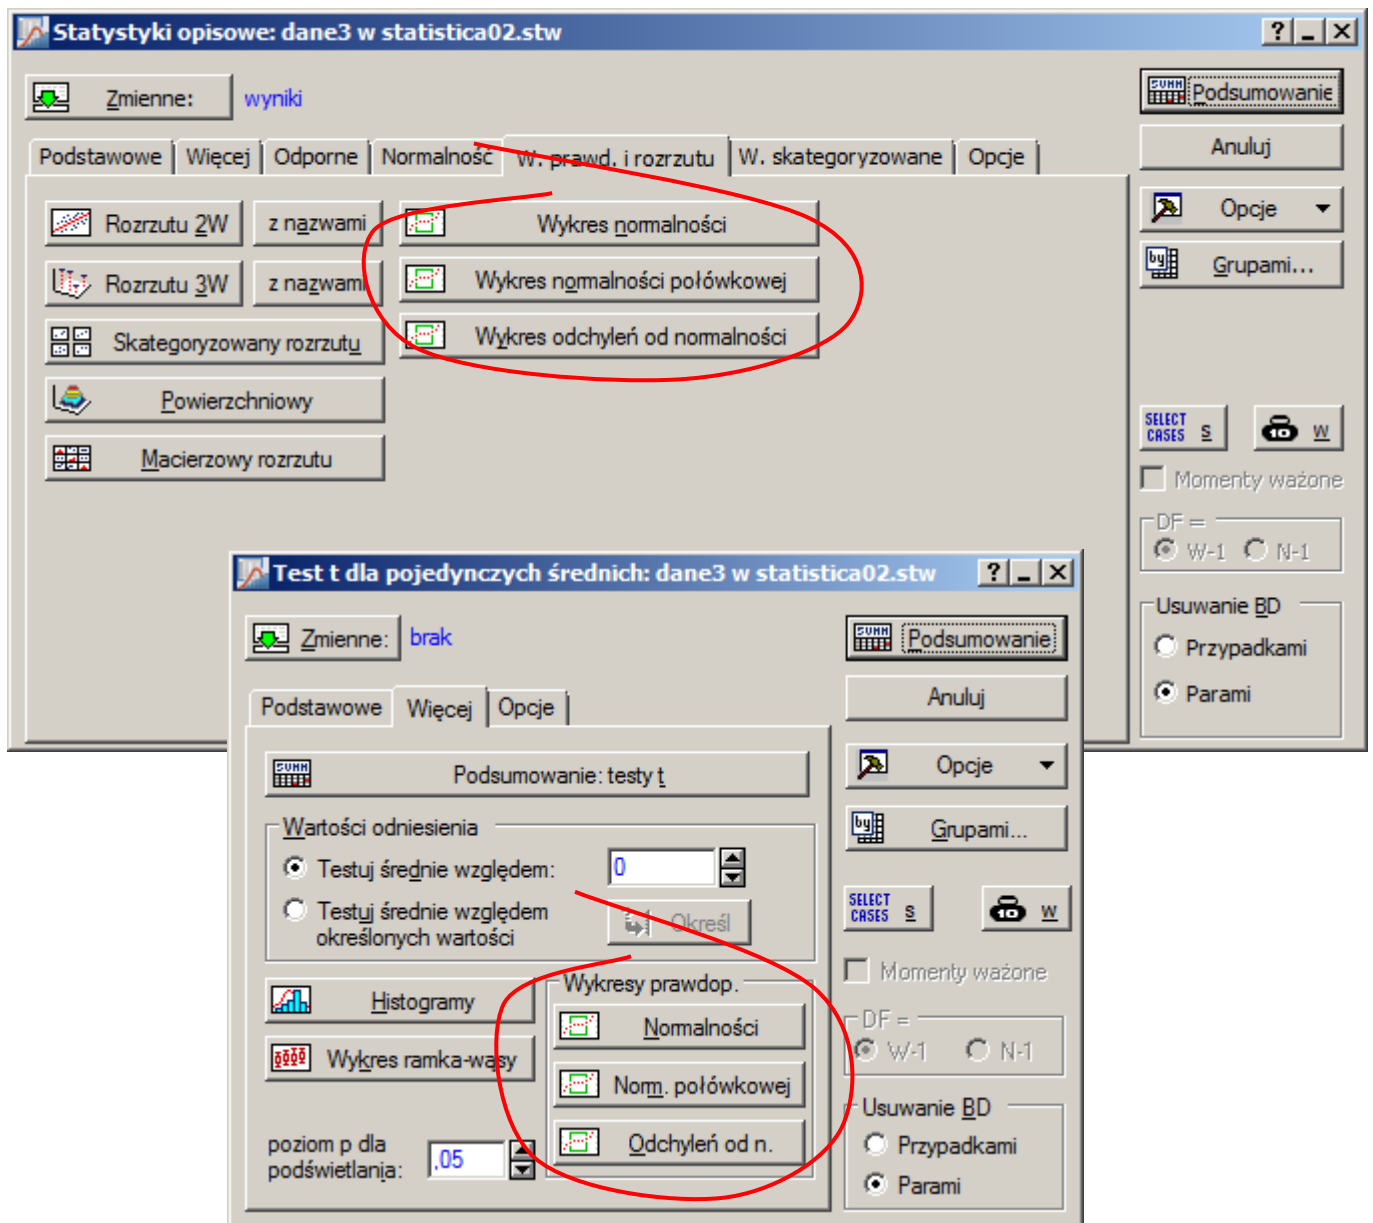 Statystyki opisowe: dane3 w statistica02.stw
Zmienne: wyniki
Podsumowanie
Anuluj
Podstawowe Więcej Odporne Normalność W. prawd. i rozrzutu W. skategoryzowane Opcje
Rozrzutu 2W z nazwami Wykres normalności
Opcje
Rozrzutu 3W z nazwami Wykres normalności połówkowej
Grupami...
Skategoryzowany rozrzutu Wykres odchyleń od normalności
Powierzchniowy
Macierzowy rozrzutu
SELECT CASES S W
Momenty ważone
DF =
W-1 N-1
Usuwanie BD
Przypadkami
Parami
Test t dla pojedynczych średnich: dane3 w statistica02.stw
Zmienne: brak
Podsumowanie
Anuluj
Podstawowe Więcej Opcje
Podsumowanie: testy t
Opcje
Grupami...
Wartości odniesienia
Testuj średnie względem: 0
Testuj średnie względem
określonych wartości
Określ
SELECT CASES S W
Momenty ważone
Histogramy
Wykres ramka-wąsy
Wykresy prawdop.
Normalności
Norm. połówkowej
Odchyleń od n.
DF =
W-1 N-1
Usuwanie BD
Przypadkami
Parami
poziom p dla
podświetlania: ,05